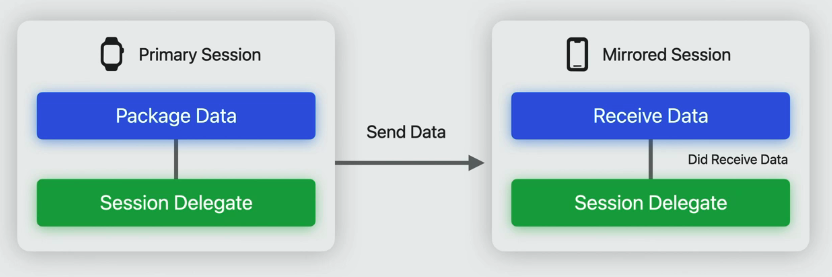 Primary Session
Package Data
Session Delegate
Send Data
Mirrored Session
Receive Data
Did Receive Data
Session Delegate